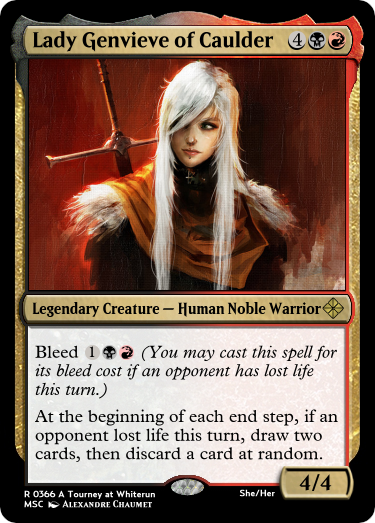 Lady Genvieve of Caulder 4
Legendary Creature — Human Noble Warrior
Bleed 1 (You may cast this spell for
its bleed cost if an opponent has lost life
this turn.)
At the beginning of each end step, if an
opponent lost life this turn, draw two
cards, then discard a card at random.
4/4
R 0366 A Tourney at Whiterun
She/Her
MSC Alexandre Chaumet